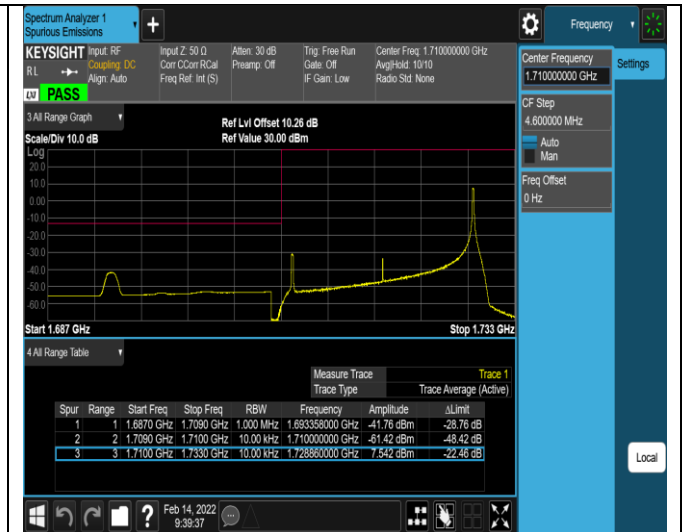 Spectrum Analyzer 1
Spurious Emissions
Frequency
KEYSIGHT
Input: RF
Input Z: 50 Ω
Atten: 30 dB
Trig: Free Run
Center Freq: 1.710000000 GHz
RL
Coupling: DC
Corr CCorr RCal
Preamp: Off
Gate: Off
Avg|Hold: 10/10
Align: Auto
Freq Ref: Int (S)
IF Gain: Low
Radio Std: None
LXI PASS
Center Frequency
1.710000000 GHz
Settings
CF Step
4.600000 MHz
Auto
Man
Freq Offset
0 Hz
3 All Range Graph
Ref Lvl Offset 10.26 dB
Scale/Div 10.0 dB
Ref Value 30.00 dBm
Log
20.0
10.0
0.00
-10.0
-20.0
-30.0
-40.0
-50.0
-60.0
Start 1.687 GHz
Stop 1.733 GHz
4 All Range Table
Measure Trace Trace 1
Trace Type Trace Average (Active)
Spur Range Start Freq Stop Freq RBW Frequency Amplitude ΔLimit
1 1 1.6870 GHz 1.7090 GHz 1.000 MHz 1.693358000 GHz -41.76 dBm -28.76 dB
2 2 1.7090 GHz 1.7100 GHz 10.00 kHz 1.710000000 GHz -61.42 dBm -48.42 dB
3 3 1.7100 GHz 1.7330 GHz 10.00 kHz 1.728860000 GHz 7.542 dBm -22.46 dB
Local
Feb 14, 2022
9:39:37